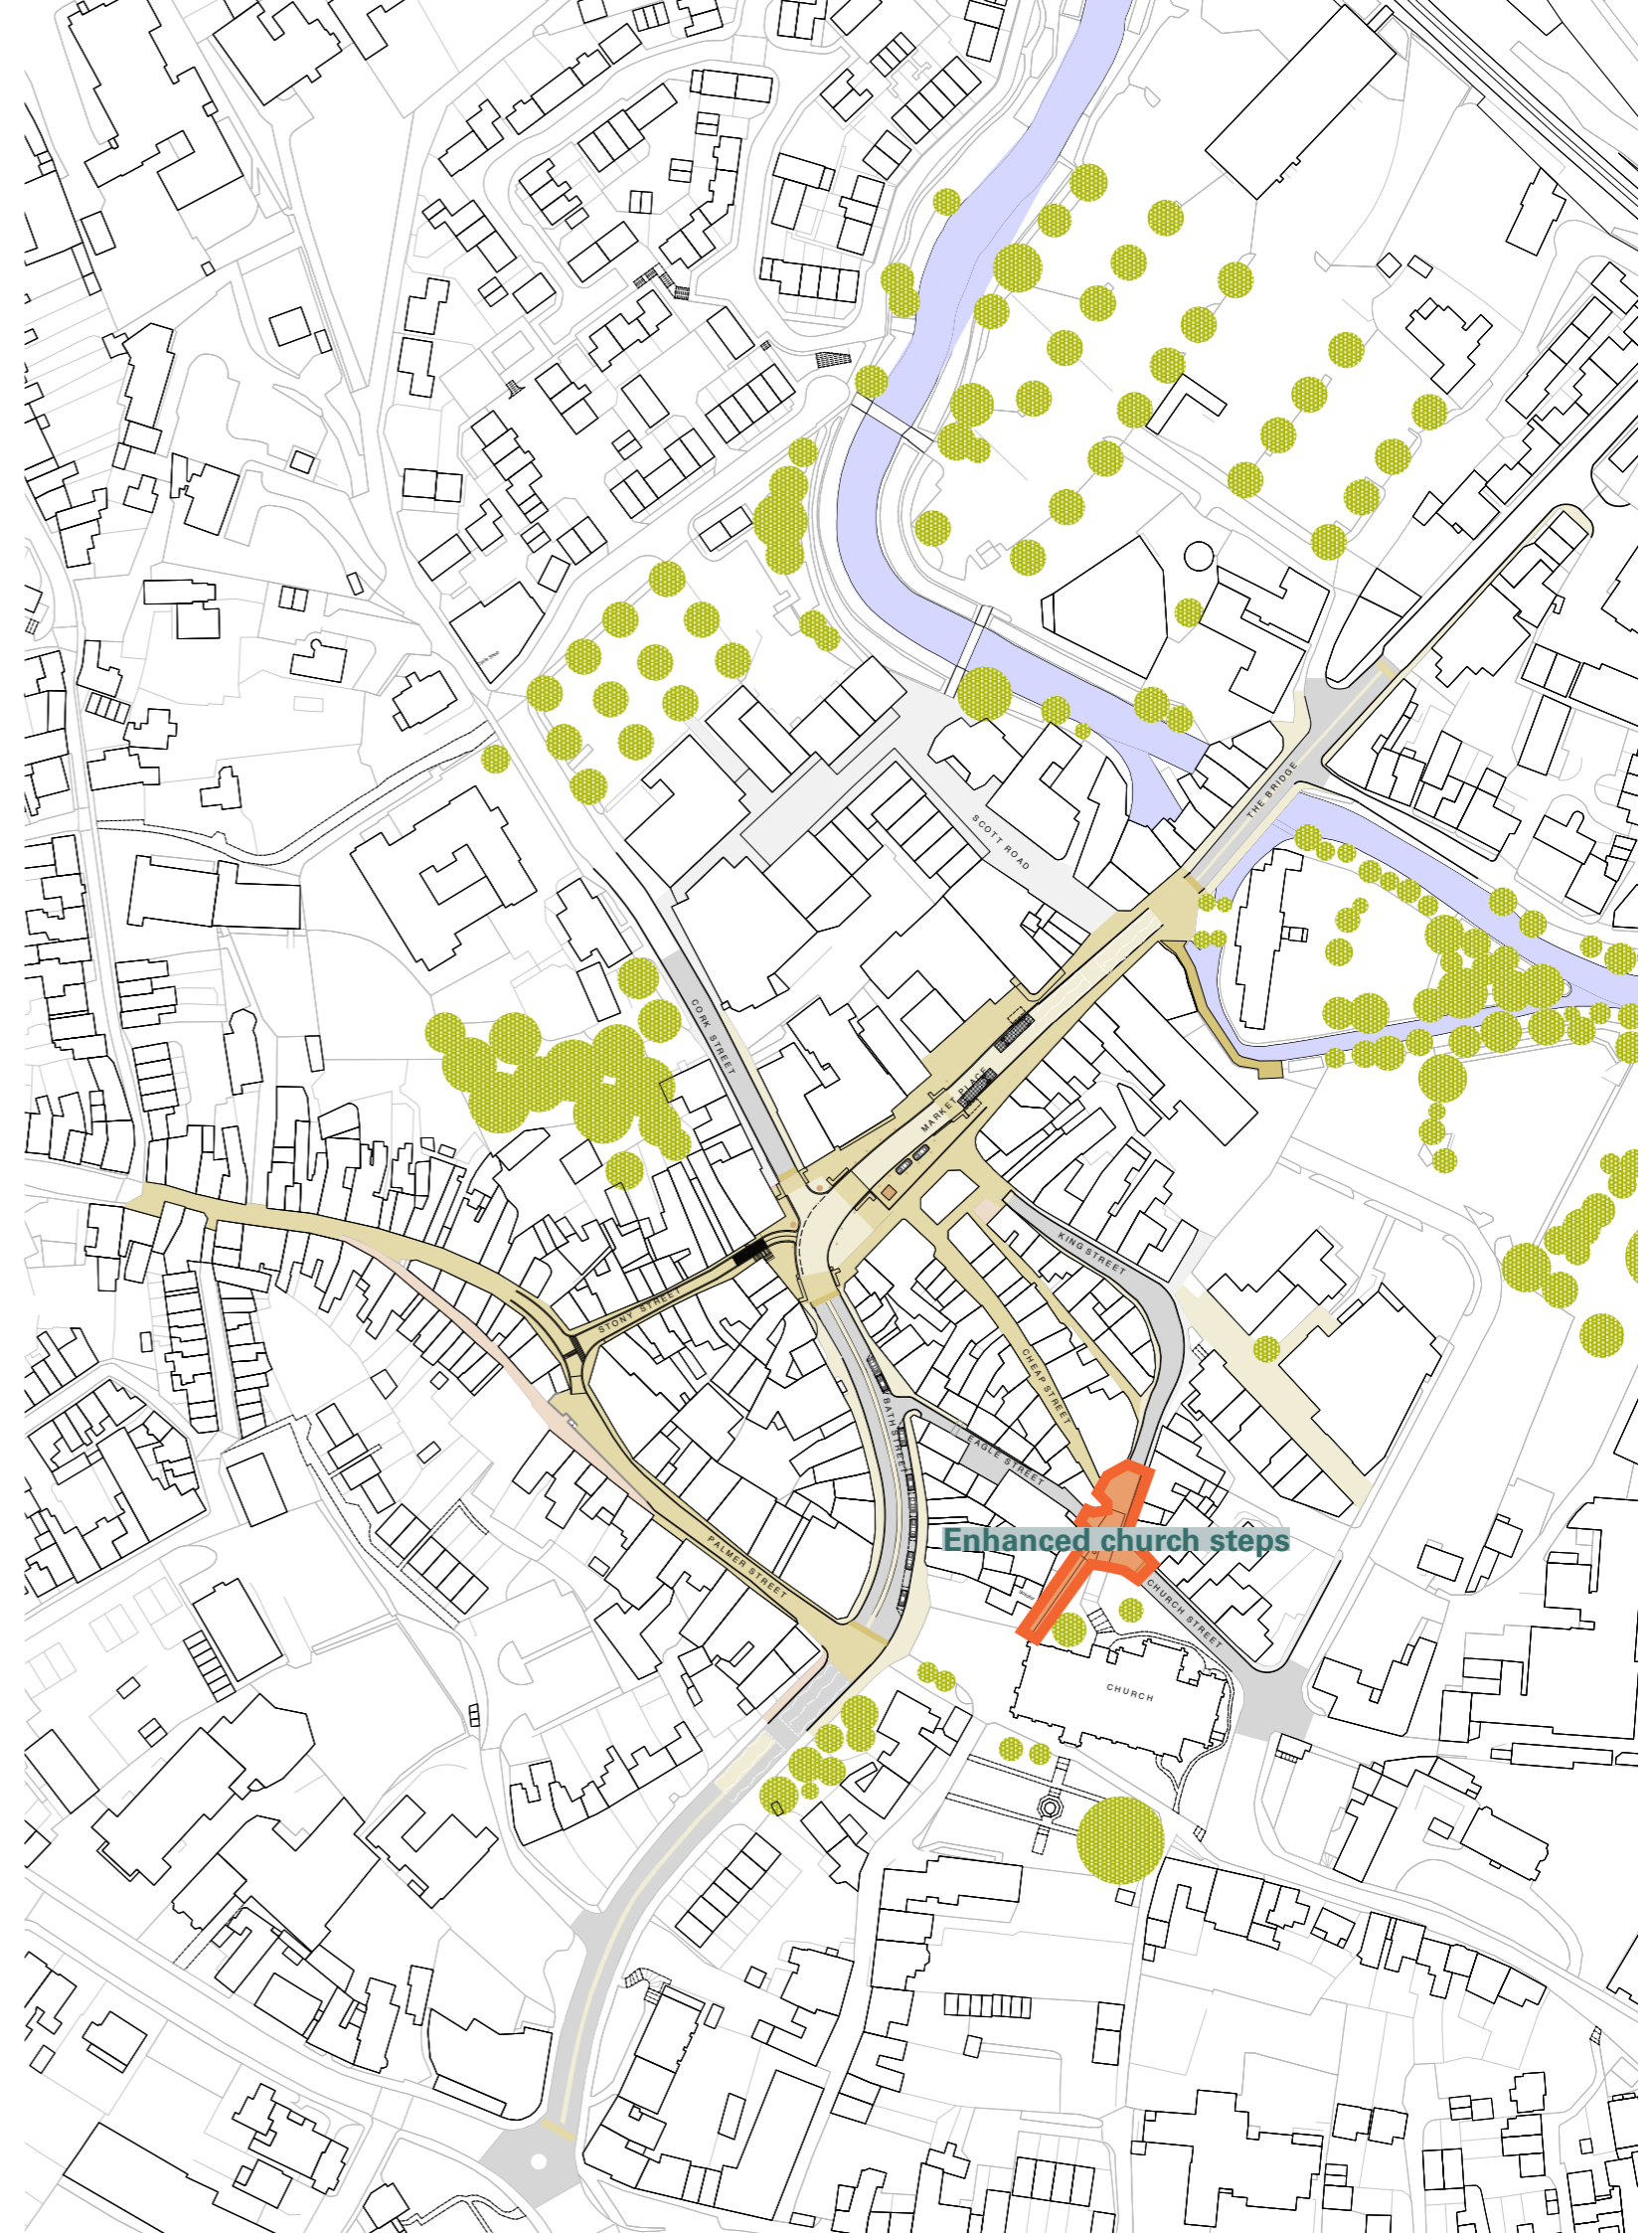 THE BRIDGE
SCOTT ROAD
CORK STREET
MARKET PLACE
KING STREET
STONY STREET
CHEAP STREET
BATH STREET
EAGLE STREET
Enhanced church steps
PALMER STREET
CHURCH STREET
CHURCH